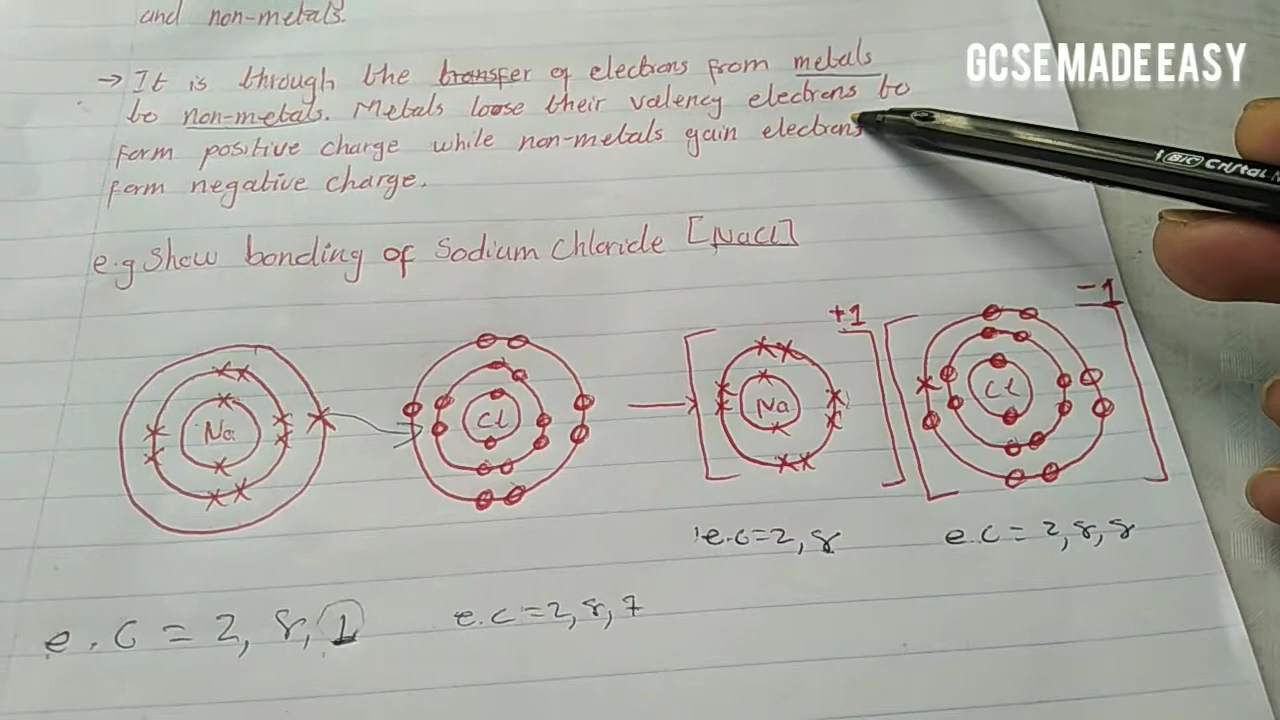 and non-metals.
GCSE MADE EASY
→ It is through the transfer of electrons from metals
to non-metals. Metals loose their valency electrons to
form positive charge while non-metals gain electrons
form negative charge.
BIC Cristal
e.g Show bonding of Sodium Chloride [NaCl]
+1
-1
Na
Cl
Na
Cl
e.c=2, 8
e.c = 2, 8, 8
e.c = 2, 8, 1
e.c = 2, 8, 7